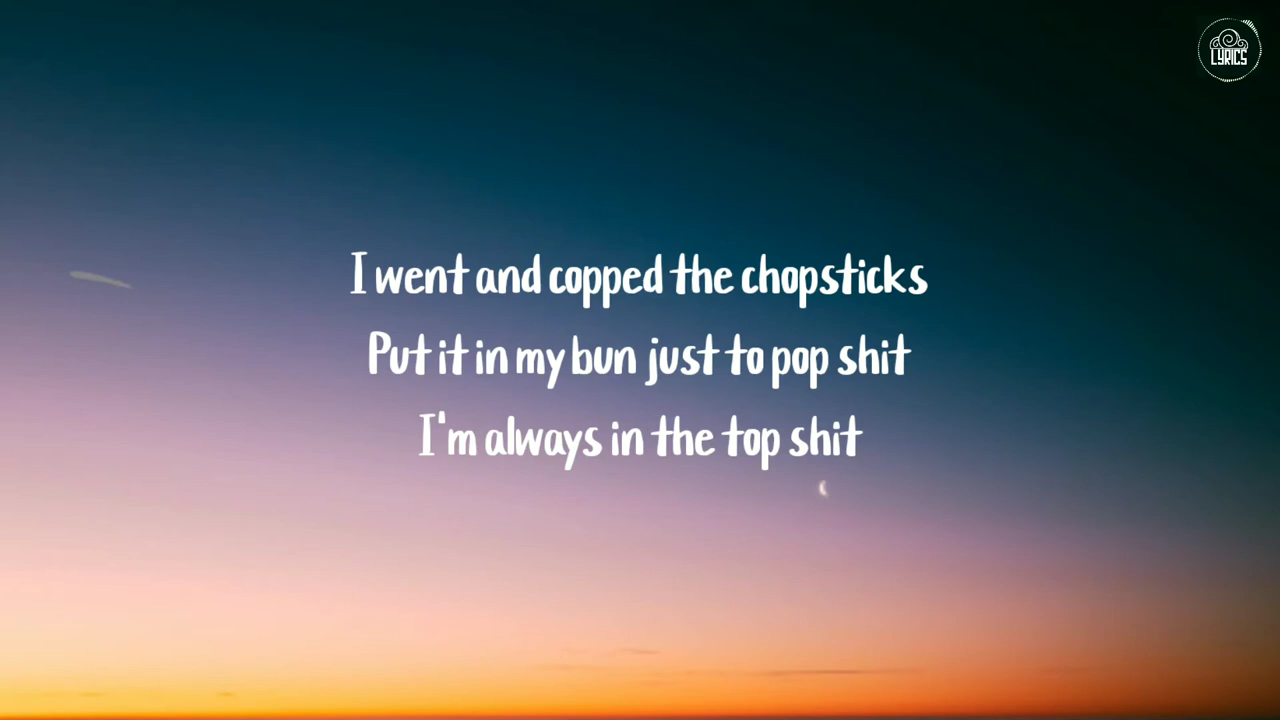 LYRICS
I went and copped the chopsticks
Put it in my bun just to pop shit
I'm always in the top shit